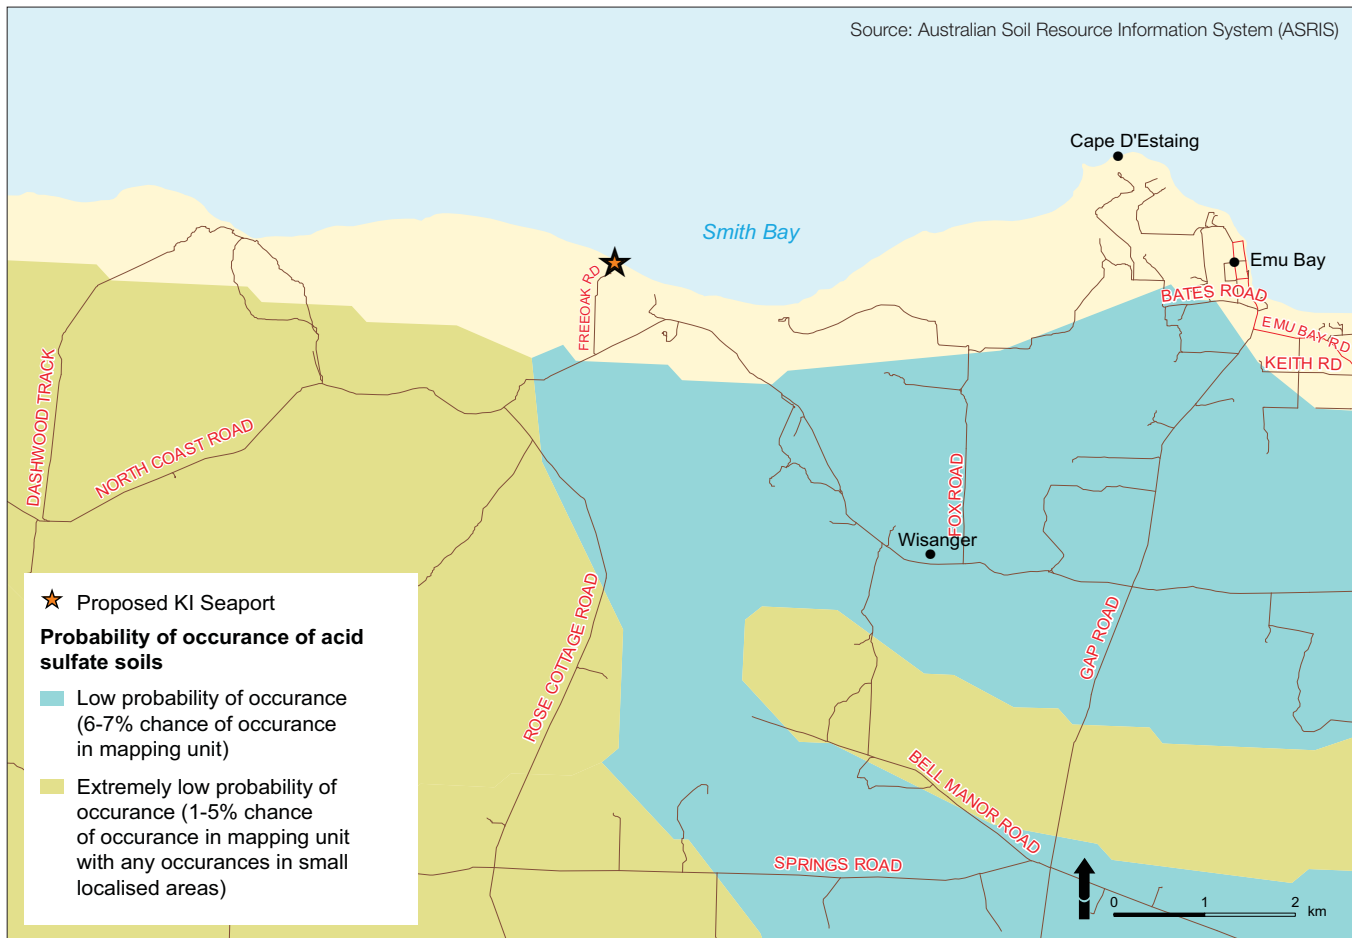 Source: Australian Soil Resource Information System (ASRIS)
Cape D'Estaing
Smith Bay
Emu Bay
BATES ROAD
EMU BAY RD
KEITH RD
FREEOAK RD
DASHWOOD TRACK
NORTH COAST ROAD
FOX ROAD
Wisanger
ROSE COTTAGE ROAD
GAP ROAD
BELL MANOR ROAD
SPRINGS ROAD
Proposed KI Seaport
Probability of occurance of acid
sulfate soils
Low probability of occurance
(6-7% chance of occurance
in mapping unit)
Extremely low probability of
occurance (1-5% chance
of occurance in mapping unit
with any occurances in small
localised areas)
0 1 2
km